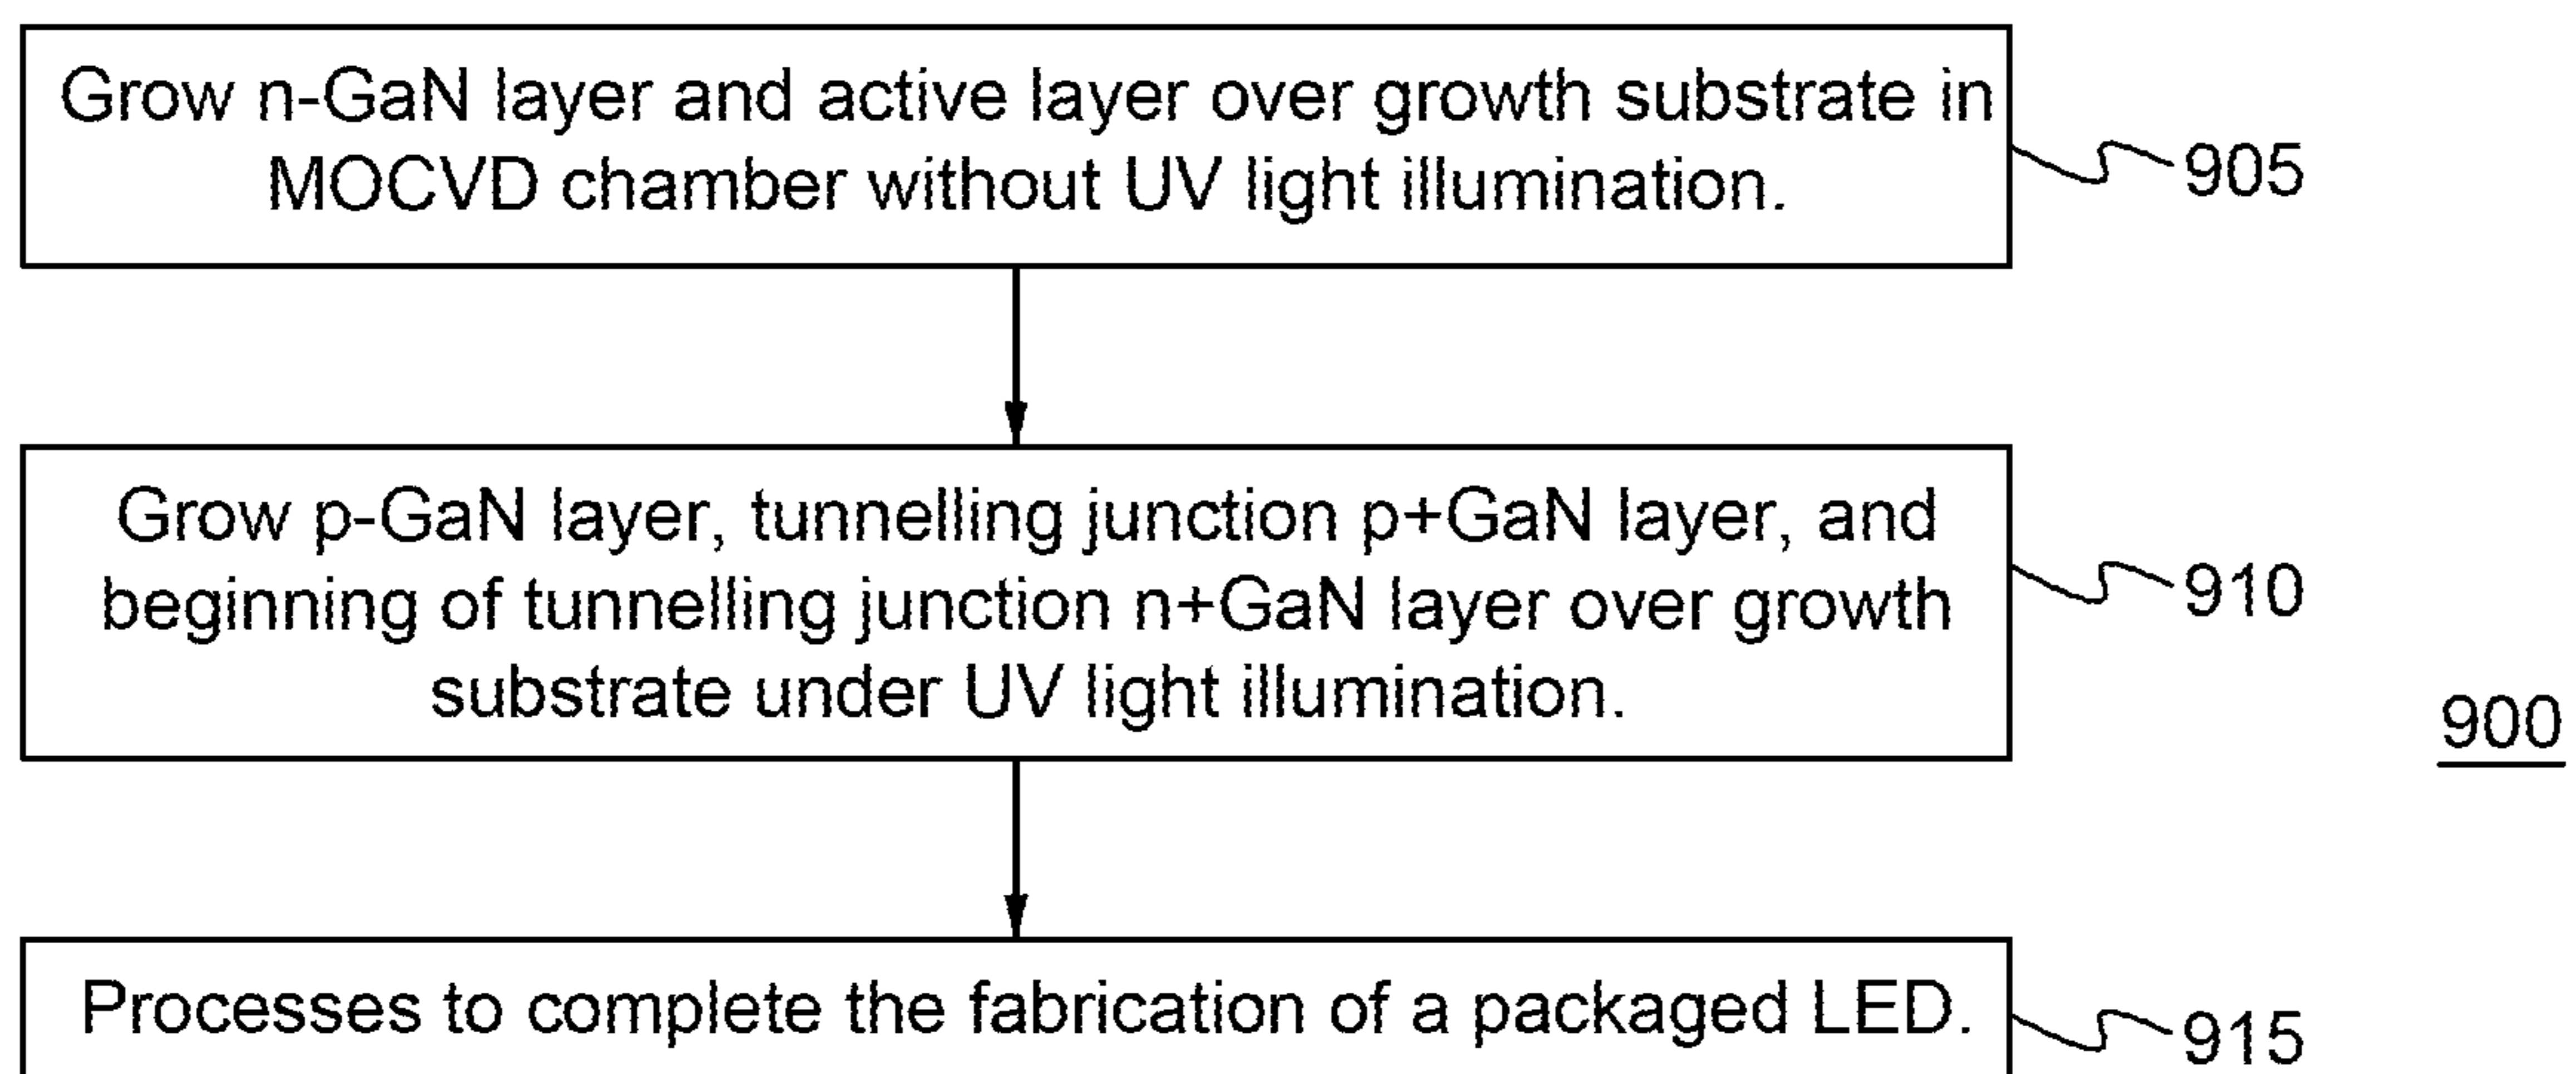 Grow n-GaN layer and active layer over growth substrate in
MOCVD chamber without UV light illumination.
905
Grow p-GaN layer, tunnelling junction p+GaN layer, and
beginning of tunnelling junction n+GaN layer over growth
substrate under UV light illumination.
910
900
Processes to complete the fabrication of a packaged LED.
915